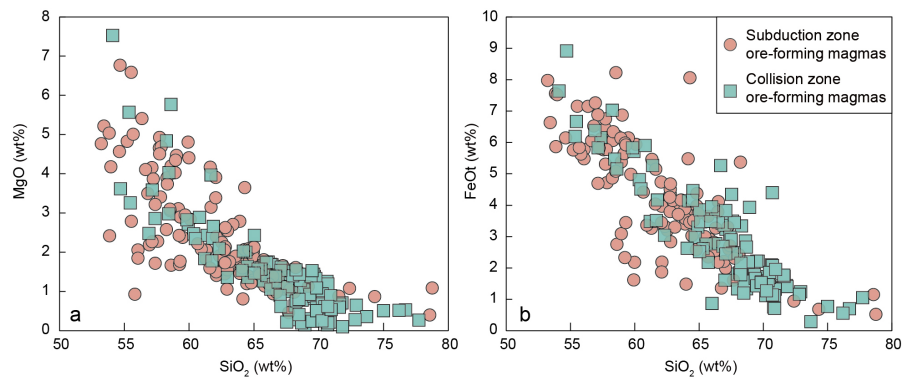 8
7
6
5
4
3
2
1
0
MgO (wt%)
a
50 55 60 65 70 75 80
SiO2 (wt%)
10
9
8
7
6
5
4
3
2
1
0
FeOt (wt%)
Subduction zone
ore-forming magmas
Collision zone
ore-forming magmas
b
50 55 60 65 70 75 80
SiO2 (wt%)